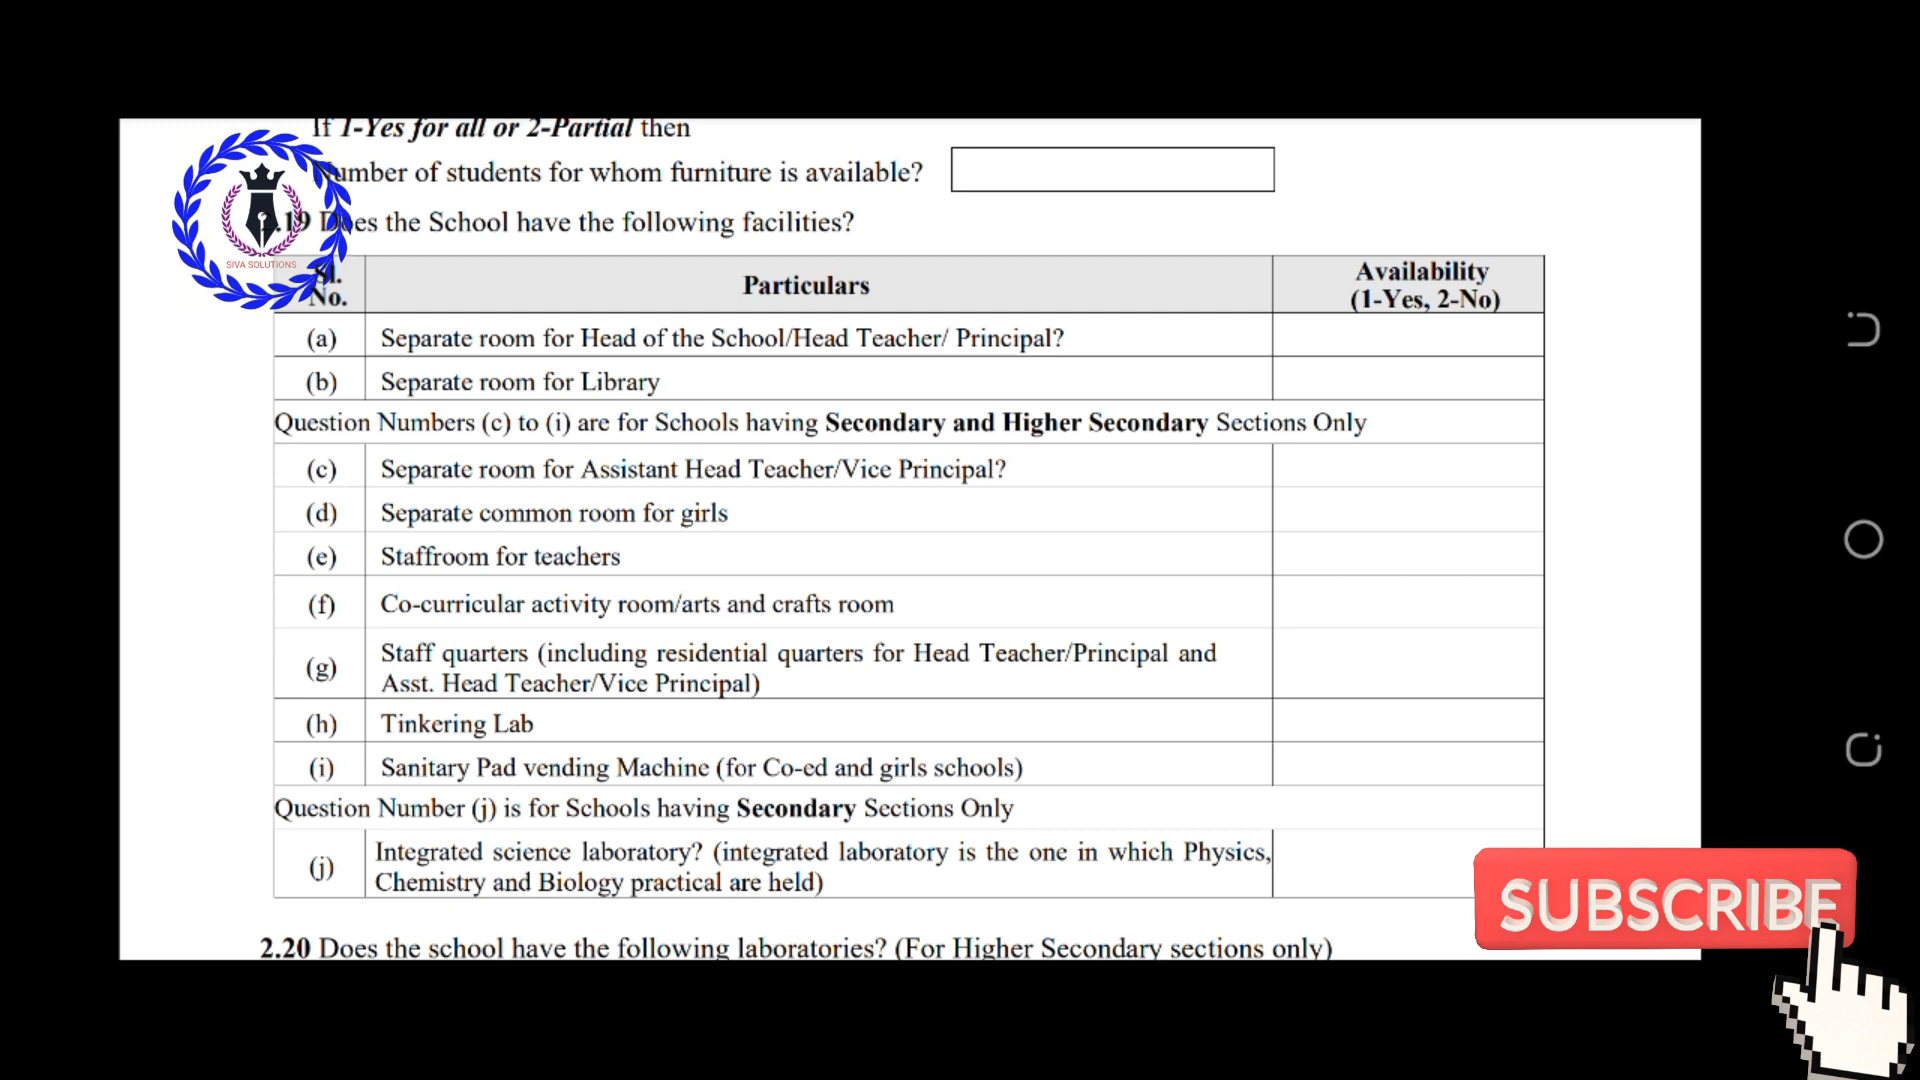 If 1-Yes for all or 2-Partial then
Number of students for whom furniture is available?
.19 Does the School have the following facilities?
SIVA SOLUTIONS
Sl. No. Particulars Availability (1-Yes, 2-No)
(a) Separate room for Head of the School/Head Teacher/ Principal?
(b) Separate room for Library
Question Numbers (c) to (i) are for Schools having Secondary and Higher Secondary Sections Only
(c) Separate room for Assistant Head Teacher/Vice Principal?
(d) Separate common room for girls
(e) Staffroom for teachers
(f) Co-curricular activity room/arts and crafts room
(g) Staff quarters (including residential quarters for Head Teacher/Principal and
Asst. Head Teacher/Vice Principal)
(h) Tinkering Lab
(i) Sanitary Pad vending Machine (for Co-ed and girls schools)
Question Number (j) is for Schools having Secondary Sections Only
(j) Integrated science laboratory? (integrated laboratory is the one in which Physics,
Chemistry and Biology practical are held)
SUBSCRIBE
2.20 Does the school have the following laboratories? (For Higher Secondary sections only)